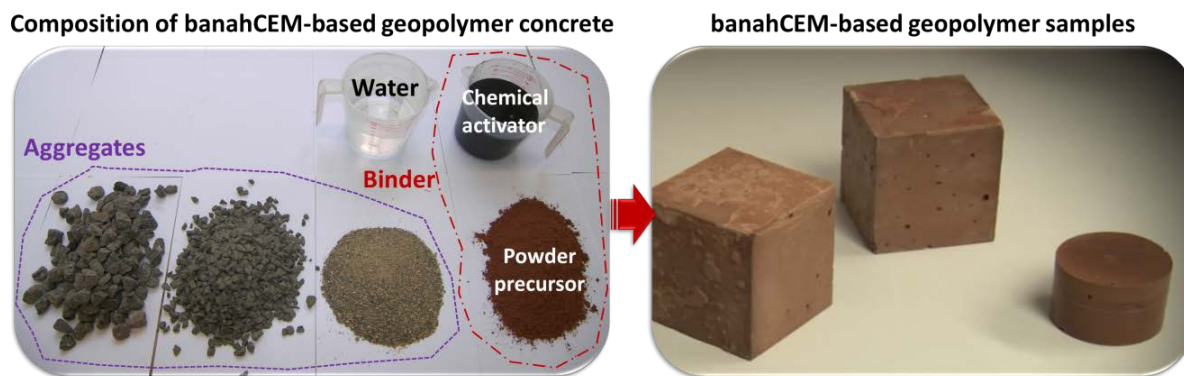 Composition of banahCEM-based geopolymer concrete
banahCEM-based geopolymer samples
Water
Chemical
activator
Aggregates
Binder
Powder
precursor